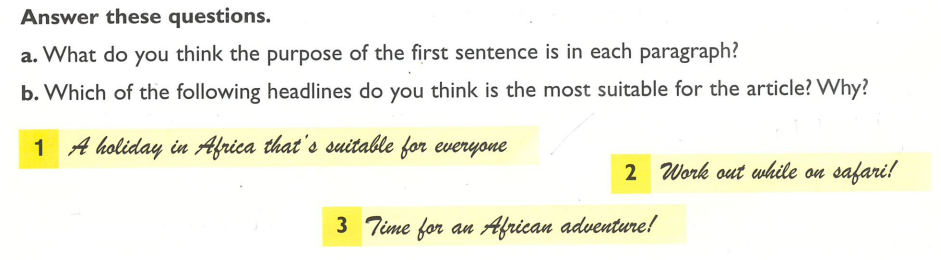 Answer these questions.
a. What do you think the purpose of the first sentence is in each paragraph?
b. Which of the following headlines do you think is the most suitable for the article? Why?
1 A holiday in Africa that's suitable for everyone
2 Work out while on safari!
3 Time for an African adventure!